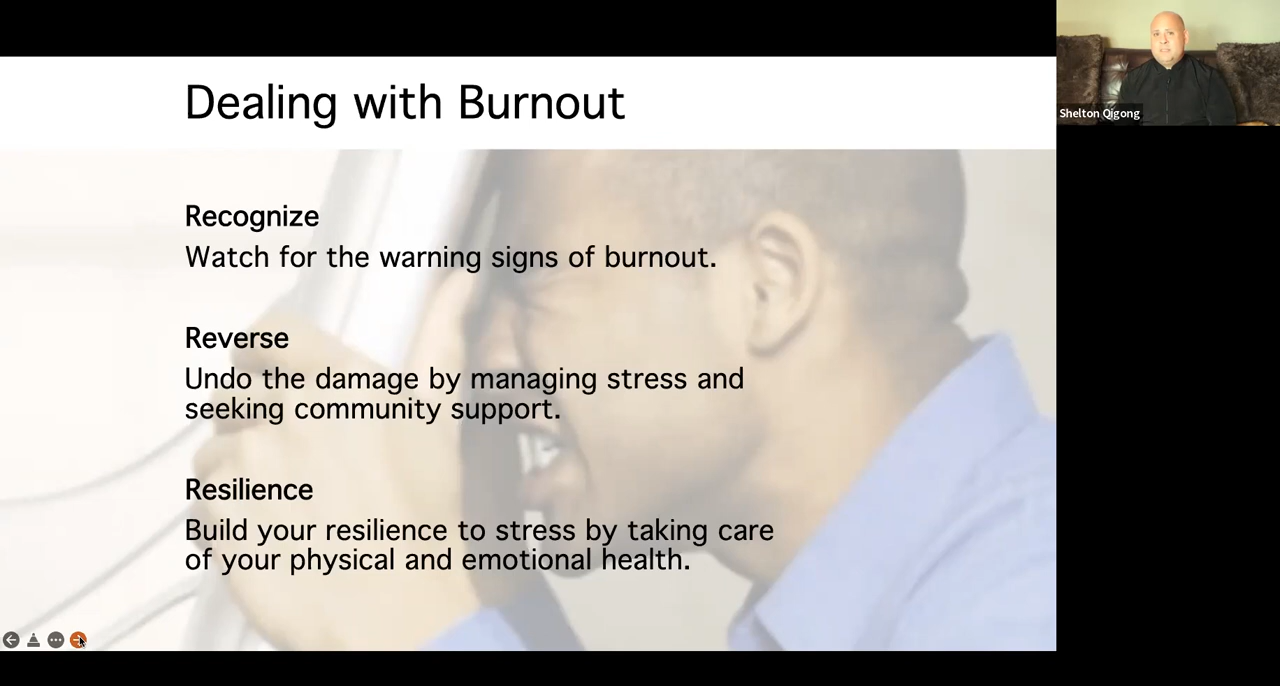 Dealing with Burnout
Recognize
Watch for the warning signs of burnout.
Reverse
Undo the damage by managing stress and
seeking community support.
Resilience
Build your resilience to stress by taking care
of your physical and emotional health.
Shelton Qigong